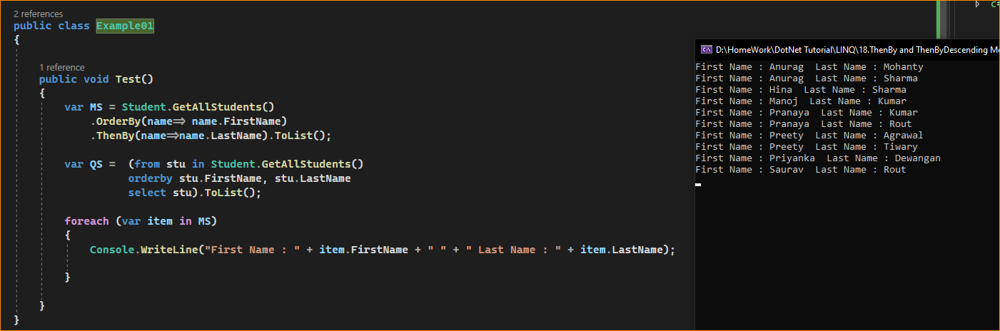 2 references
public class Example01
{
1 reference
public void Test()
{
var MS = Student.GetAllStudents()
.OrderBy(name=> name.FirstName)
.ThenBy(name=>name.LastName).ToList();
var QS =  (from stu in Student.GetAllStudents()
orderby stu.FirstName, stu.LastName
select stu).ToList();
foreach (var item in MS)
{
Console.WriteLine("First Name : " + item.FirstName + " " + " Last Name : " + item.LastName);
}
}
}
C:\ D:\HomeWork\DotNet Tutorial\LINQ\18.ThenBy and ThenByDescending Me
First Name : Anurag  Last Name : Mohanty
First Name : Anurag  Last Name : Sharma
First Name : Hina  Last Name : Sharma
First Name : Manoj  Last Name : Kumar
First Name : Pranaya  Last Name : Kumar
First Name : Pranaya  Last Name : Rout
First Name : Preety  Last Name : Agrawal
First Name : Preety  Last Name : Tiwary
First Name : Priyanka  Last Name : Dewangan
First Name : Saurav  Last Name : Rout